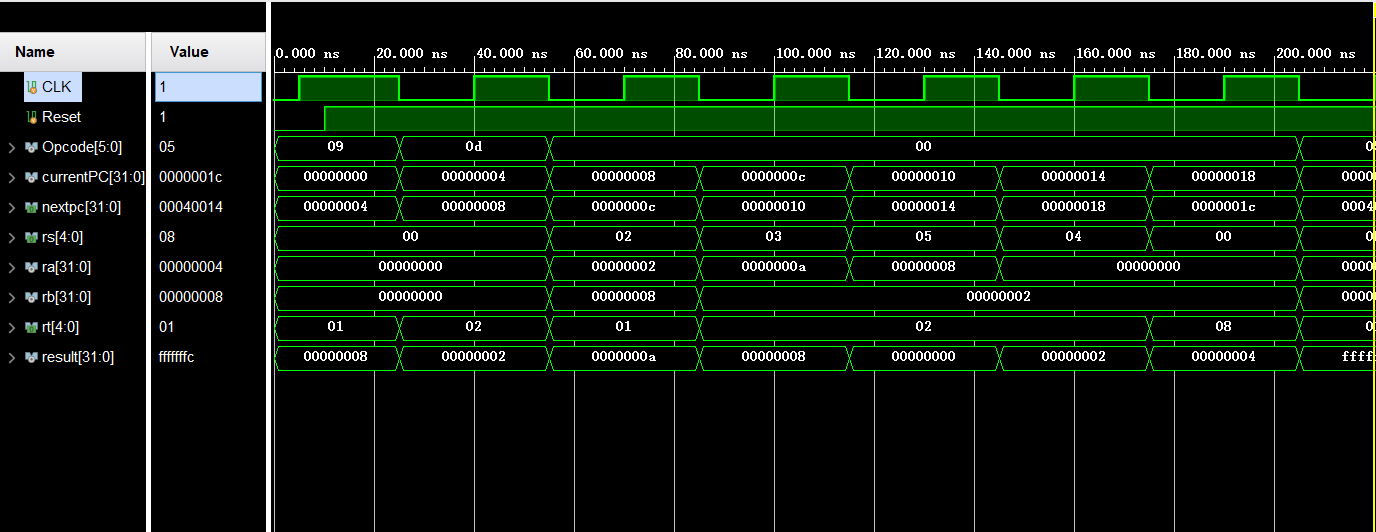 Name Value
0.000 ns 20.000 ns 40.000 ns 60.000 ns 80.000 ns 100.000 ns 120.000 ns 140.000 ns 160.000 ns 180.000 ns 200.000 ns
CLK 1
Reset 1
Opcode[5:0] 05 09 0d 00
currentPC[31:0] 0000001c 00000000 00000004 00000008 0000000c 00000010 00000014 00000018 0000
nextpc[31:0] 00040014 00000004 00000008 0000000c 00000010 00000014 00000018 0000001c 0004
rs[4:0] 08 00 02 03 05 04 00
ra[31:0] 00000004 00000000 00000002 0000000a 00000008 00000000 0000
rb[31:0] 00000008 00000000 00000008 00000002 0000
rt[4:0] 01 01 02 01 02 08
result[31:0] fffffffc 00000008 00000002 0000000a 00000008 00000000 00000002 00000004 ffff